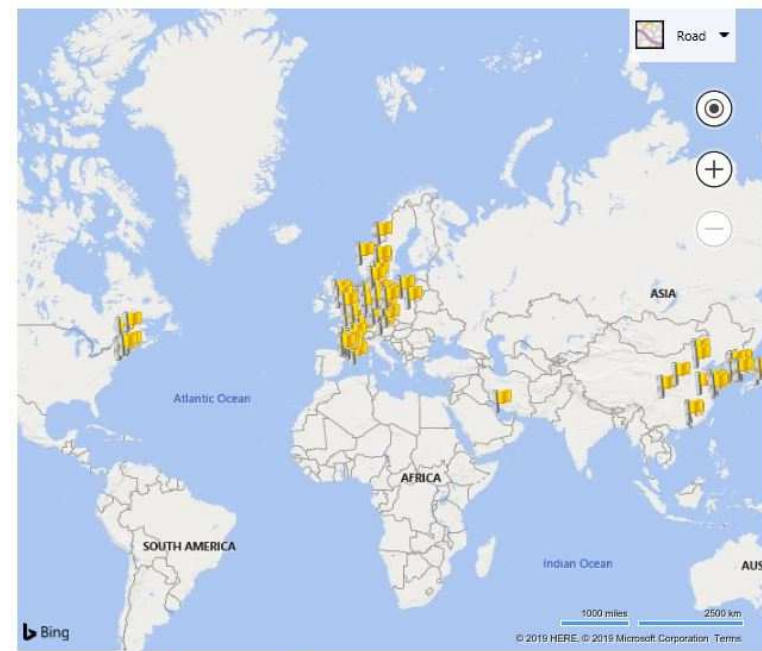 Road
ASIA
Atlantic Ocean
AFRICA
SOUTH AMERICA
Indian Ocean
AUS
1000 miles 2500 km
Bing
© 2019 HERE, © 2019 Microsoft Corporation Terms